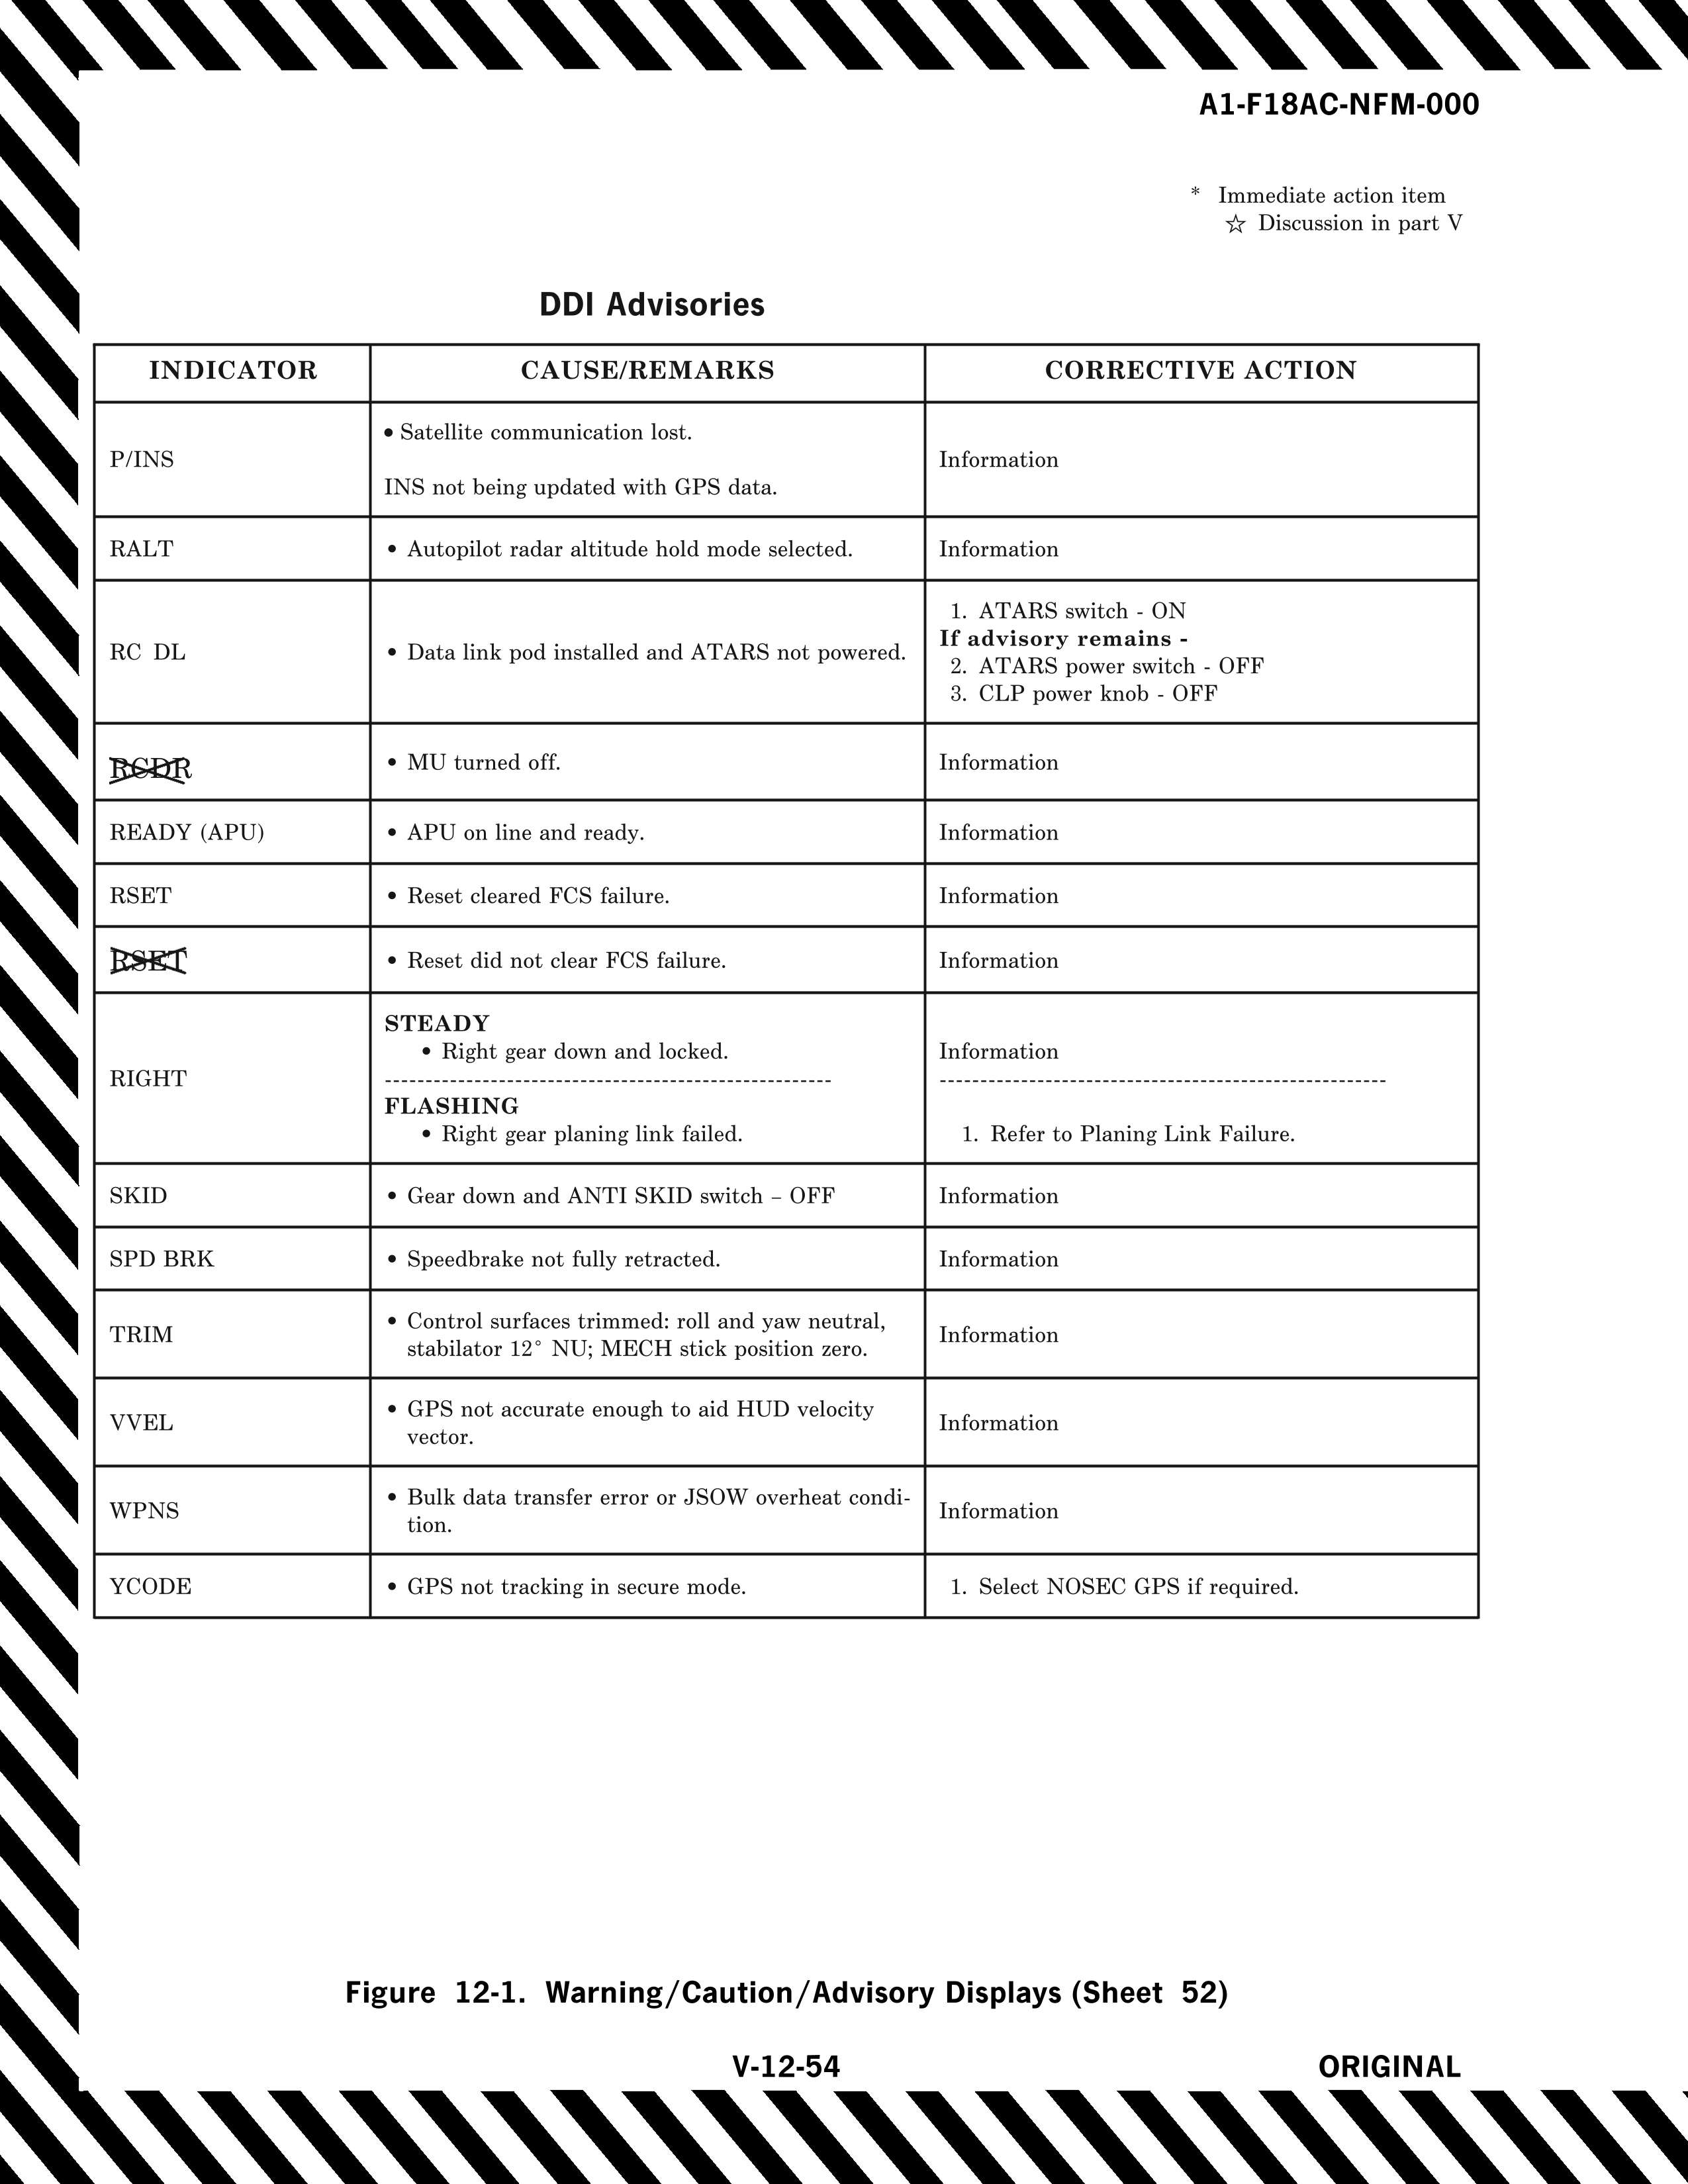 A1-F18AC-NFM-000
* Immediate action item
☆ Discussion in part V
DDI Advisories
INDICATOR CAUSE/REMARKS CORRECTIVE ACTION
• Satellite communication lost.
P/INS Information
INS not being updated with GPS data.
RALT • Autopilot radar altitude hold mode selected. Information
1. ATARS switch - ON
If advisory remains -
RC DL • Data link pod installed and ATARS not powered.
2. ATARS power switch - OFF
3. CLP power knob - OFF
RCDR • MU turned off. Information
READY (APU) • APU on line and ready. Information
RSET • Reset cleared FCS failure. Information
RSET • Reset did not clear FCS failure. Information
RIGHT
STEADY
• Right gear down and locked. Information
FLASHING
• Right gear planing link failed. 1. Refer to Planing Link Failure.
SKID • Gear down and ANTI SKID switch – OFF Information
SPD BRK • Speedbrake not fully retracted. Information
TRIM • Control surfaces trimmed: roll and yaw neutral,
stabilator 12° NU; MECH stick position zero. Information
VVEL • GPS not accurate enough to aid HUD velocity
vector. Information
WPNS • Bulk data transfer error or JSOW overheat condi-
tion. Information
YCODE • GPS not tracking in secure mode. 1. Select NOSEC GPS if required.
Figure 12-1. Warning/Caution/Advisory Displays (Sheet 52)
V-12-54 ORIGINAL